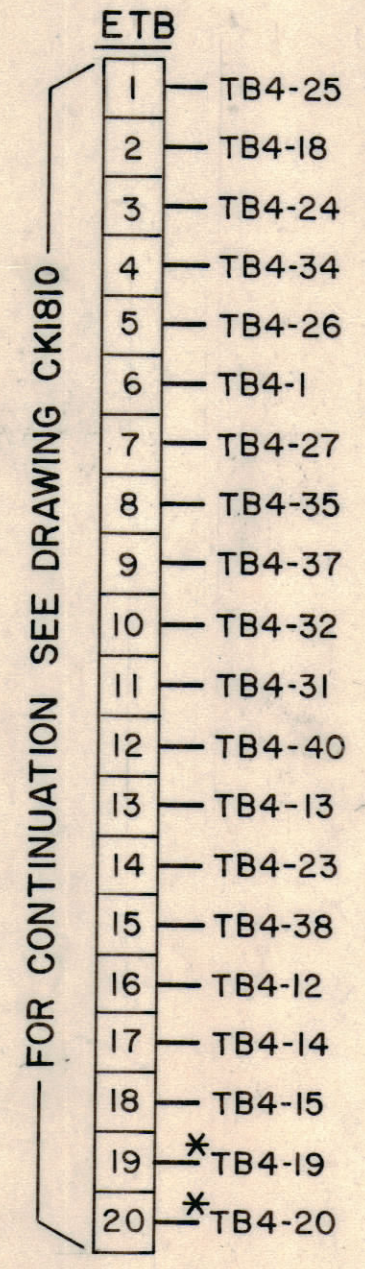 ETB
1 TB4-25
2 TB4-18
3 TB4-24
4 TB4-34
5 TB4-26
6 TB4-1
7 TB4-27
8 TB4-35
9 TB4-37
10 TB4-32
11 TB4-31
12 TB4-40
13 TB4-13
14 TB4-23
15 TB4-38
16 TB4-12
17 TB4-14
18 TB4-15
19 *TB4-19
20 *TB4-20
FOR CONTINUATION SEE DRAWING CK1810